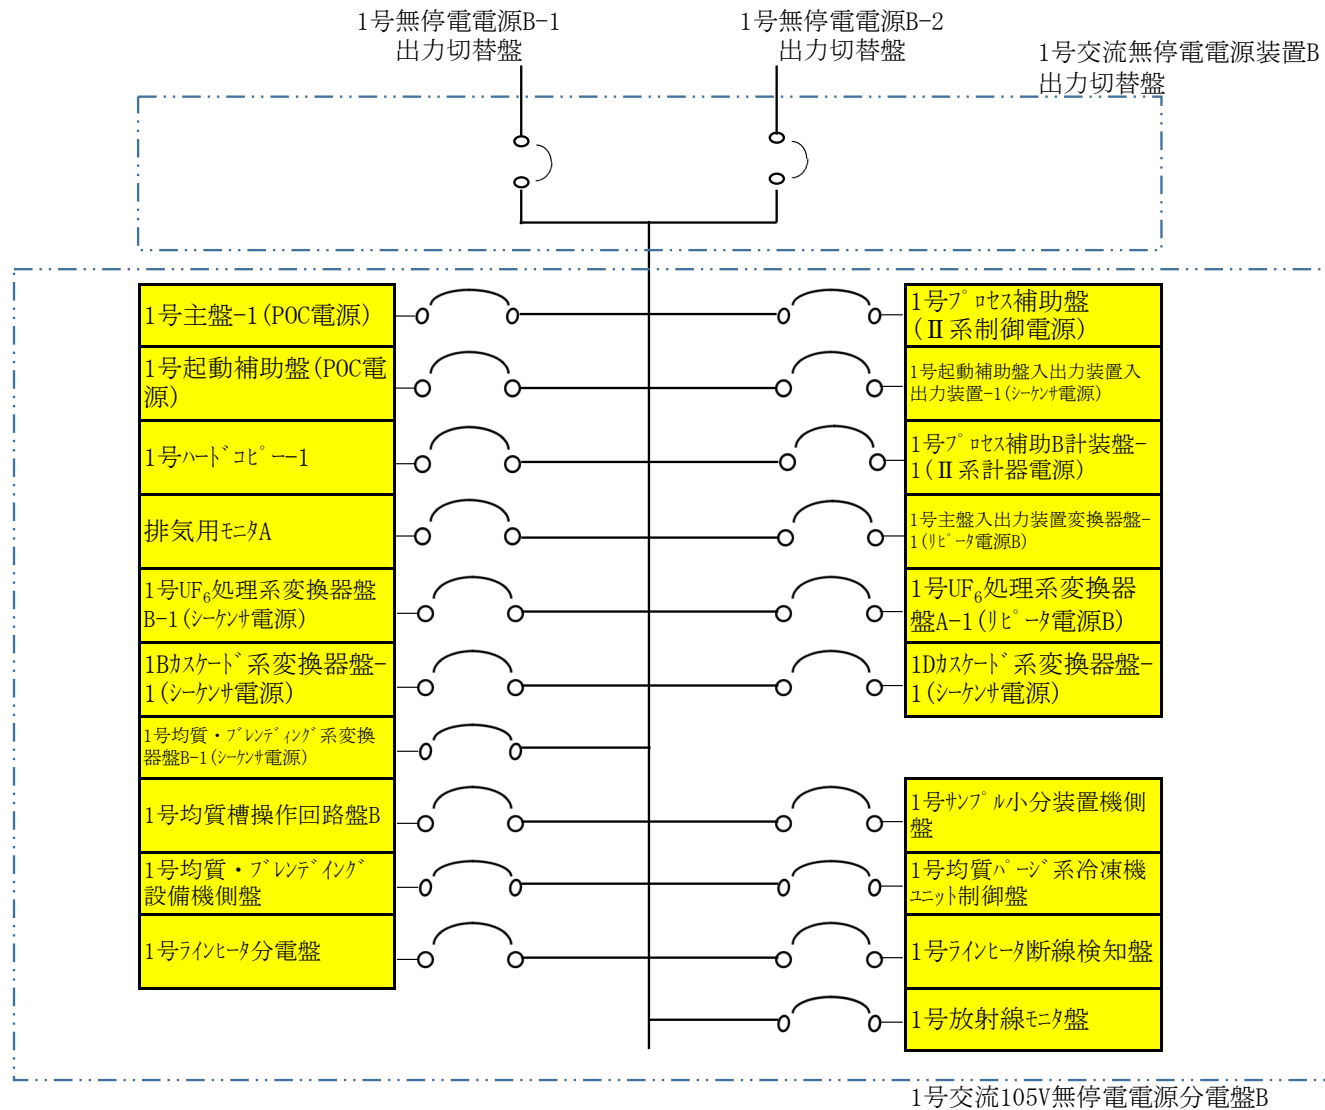 1号無停電電源B-1
出力切替盤
1号無停電電源B-2
出力切替盤
1号交流無停電電源装置B
出力切替盤
1号主盤-1(POC電源)
1号起動補助盤(POC電
源)
1号ﾊｰﾄﾞｺﾋﾟｰ-1
排気用ﾓﾆﾀA
1号UF₆処理系変換器盤
B-1(ｼｰｹﾝｻ電源)
1Bｶｽｹｰﾄﾞ系変換器盤-
1(ｼｰｹﾝｻ電源)
1号均質・ﾌﾞﾚﾝﾃﾞｨﾝｸﾞ系変換
器盤B-1(ｼｰｹﾝｻ電源)
1号均質槽操作回路盤B
1号均質・ﾌﾞﾚﾝﾃﾞｲﾝｸﾞ
設備機側盤
1号ﾗｲﾝﾋｰﾀ分電盤
1号ﾌﾟﾛｾｽ補助盤
(Ⅱ系制御電源)
1号起動補助盤入出力装置入
出力装置-1(ｼｰｹﾝｻ電源)
1号ﾌﾟﾛｾｽ補助B計装盤-
1(Ⅱ系計器電源)
1号主盤入出力装置変換器盤-
1(ﾘﾋﾟｰﾀ電源B)
1号UF₆処理系変換器
盤A-1(ﾘﾋﾟｰﾀ電源B)
1Dｶｽｹｰﾄﾞ系変換器盤-
1(ｼｰｹﾝｻ電源)
1号ｻﾝﾌﾟﾙ小分装置機側
盤
1号均質ﾊﾟｰｼﾞ系冷凍機
ﾕﾆｯﾄ制御盤
1号ﾗｲﾝﾋｰﾀ断線検知盤
1号放射線ﾓﾆﾀ盤
1号交流105V無停電電源分電盤B